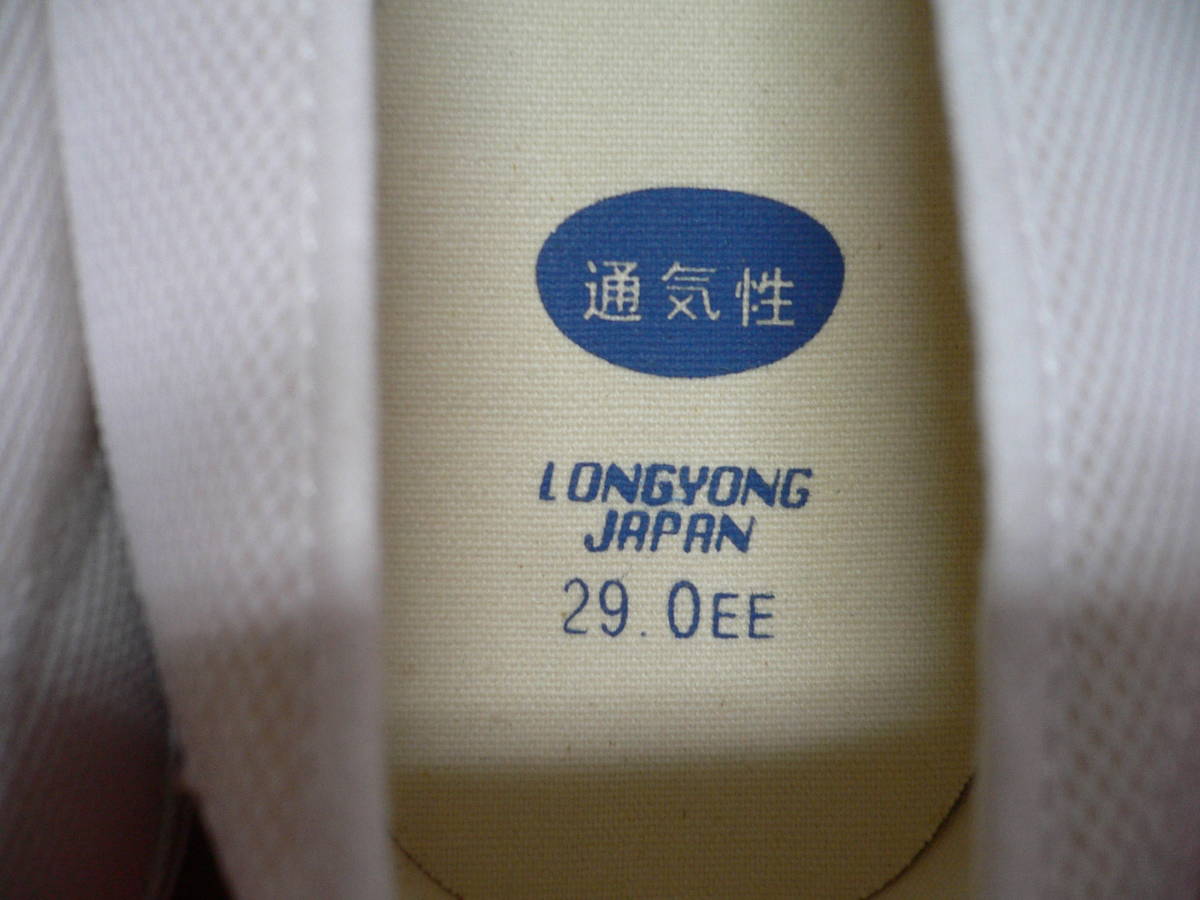 通気性
LONGYONG
JAPAN
29.0EE